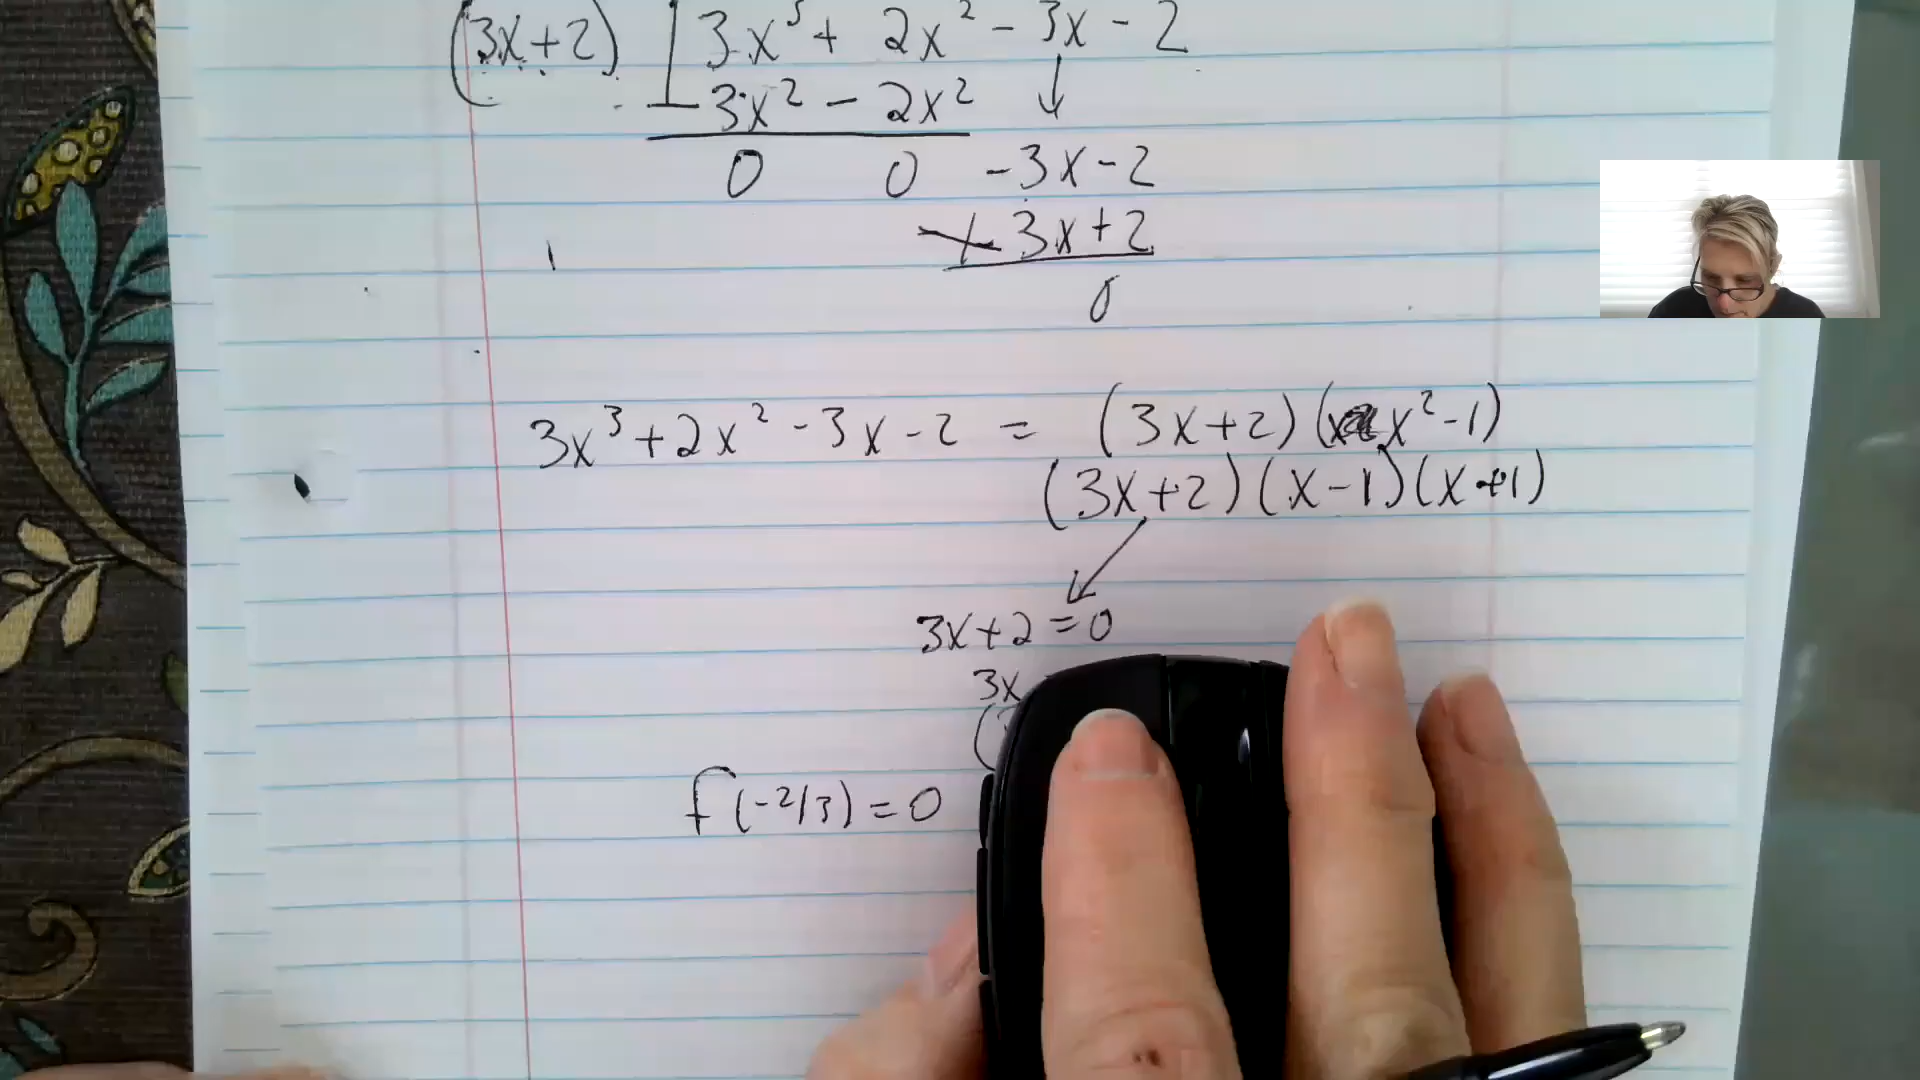 (3x+2) 3x³ + 2x² - 3x - 2
- 3x² - 2x²
0 0 -3x-2
+ 3x+2
0
3x³+2x²-3x-2 = (3x+2)(x²-1)
(3x+2)(x-1)(x+1)
3x+2=0
3x
f(-2/3)=0